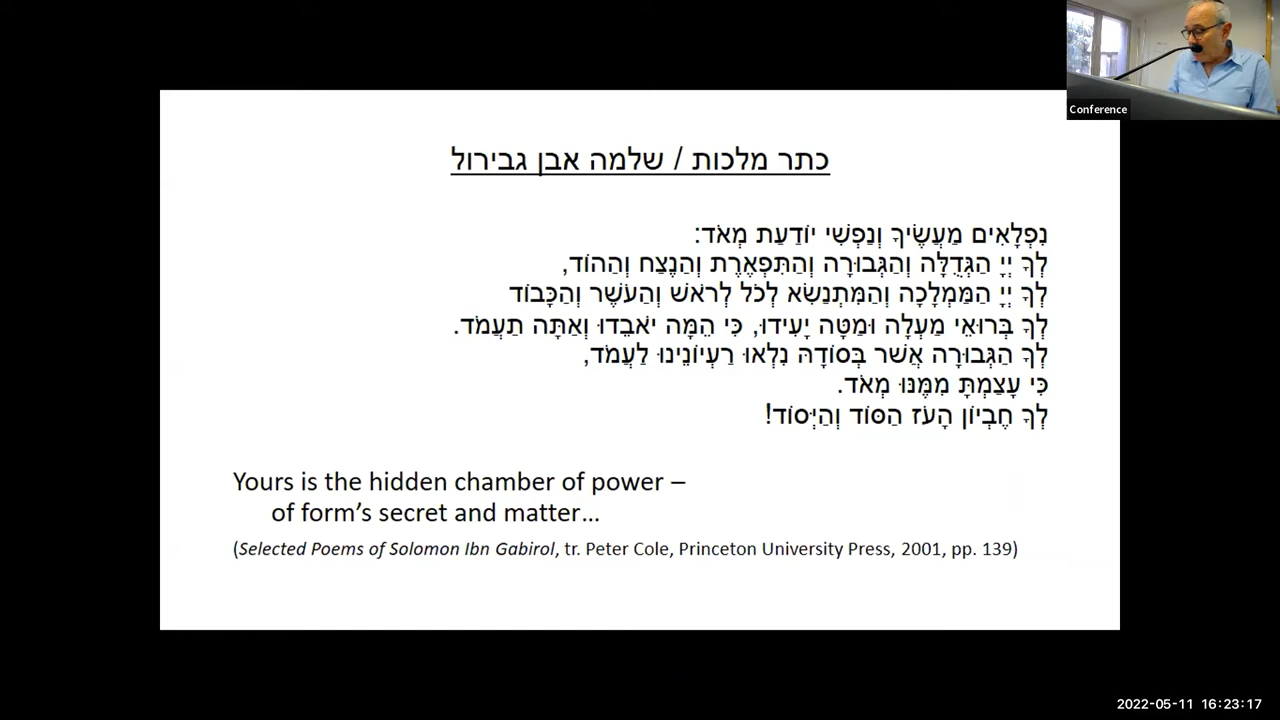 Conference
כתר מלכות / שלמה אבן גבירול
נִפְלָאִים מַעֲשֶׂיךָ וְנַפְשִׁי יוֹדַעַת מְאֹד:
לְךָ יְיָ הַגְּדֻלָּה וְהַגְּבוּרָה וְהַתִּפְאֶרֶת וְהַנֶּצַח וְהַהוֹד,
לְךָ יְיָ הַמַּמְלָכָה וְהַמִּתְנַשֵּׂא לְכֹל לְרֹאשׁ וְהָעֹשֶׁר וְהַכָּבוֹד
לְךָ בְּרוּאֵי מַעְלָה וּמַטָּה יָעִידוּ, כִּי הֵמָּה יֹאבֵדוּ וְאַתָּה תַעֲמֹד.
לְךָ הַגְּבוּרָה אֲשֶׁר בְּסוֹדָהּ נִלְאוּ רַעְיוֹנֵינוּ לַעֲמֹד,
כִּי עָצַמְתָּ מִמֶּנּוּ מְאֹד.
לְךָ חֶבְיוֹן הָעֹז הַסּוֹד וְהַיְּסוֹד!
Yours is the hidden chamber of power –
of form's secret and matter...
(Selected Poems of Solomon Ibn Gabirol, tr. Peter Cole, Princeton University Press, 2001, pp. 139)
2022-05-11 16:23:17